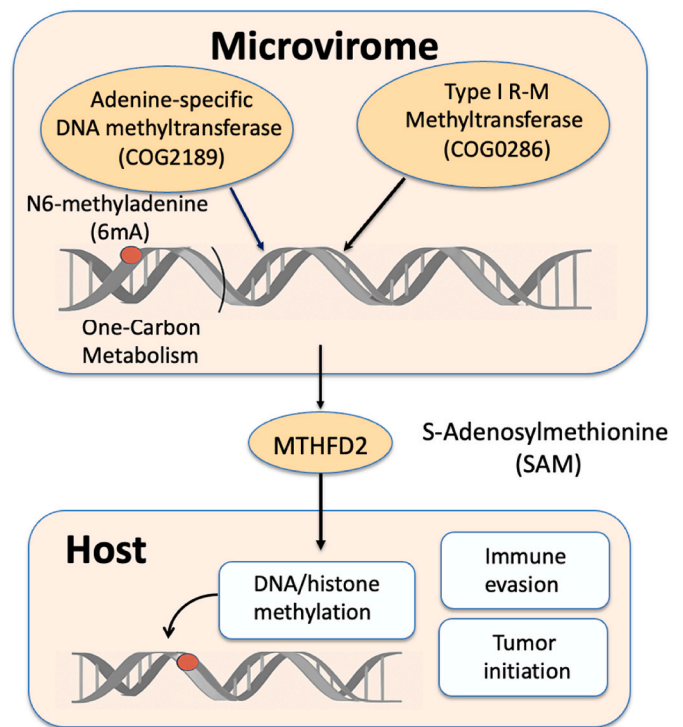 Microvirome
Adenine-specific
DNA methyltransferase
(COG2189)
Type I R-M
Methyltransferase
(COG0286)
N6-methyladenine
(6mA)
One-Carbon
Metabolism
MTHFD2
S-Adenosylmethionine
(SAM)
Host
DNA/histone
methylation
Immune
evasion
Tumor
initiation